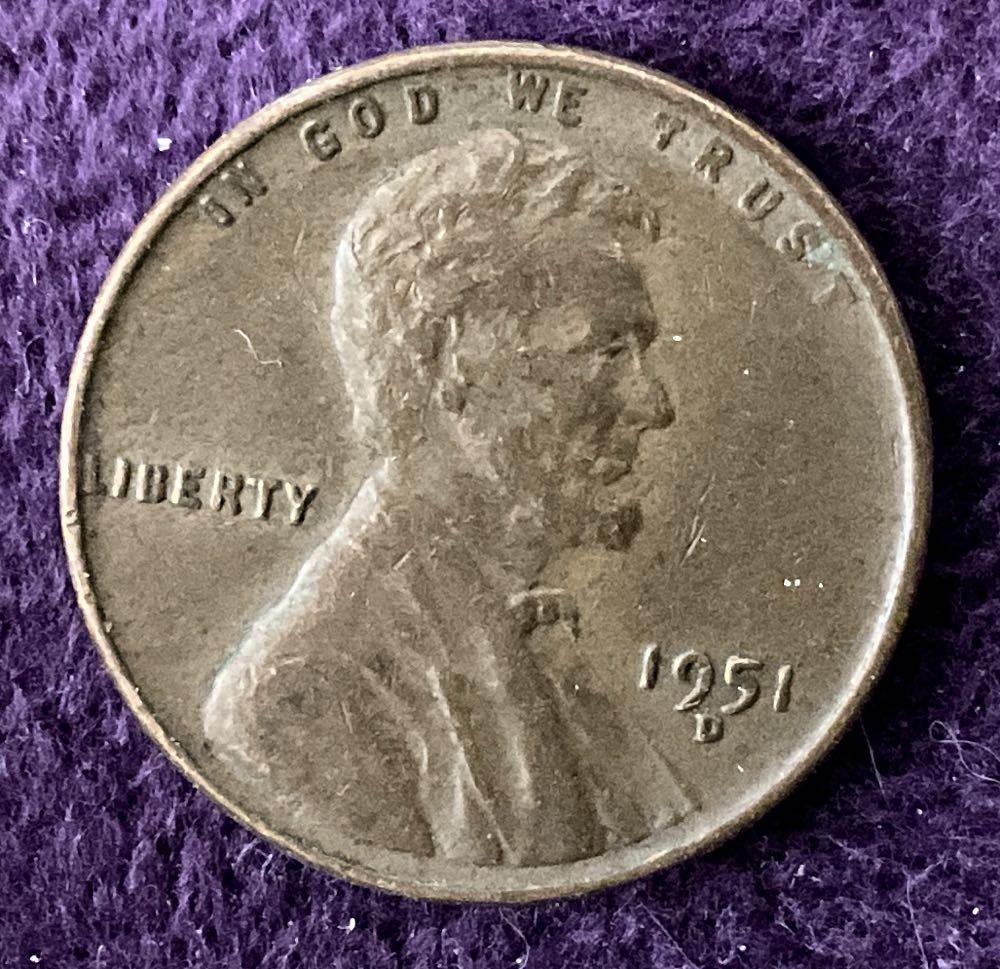 IN GOD WE TRUST
LIBERTY
1951
D